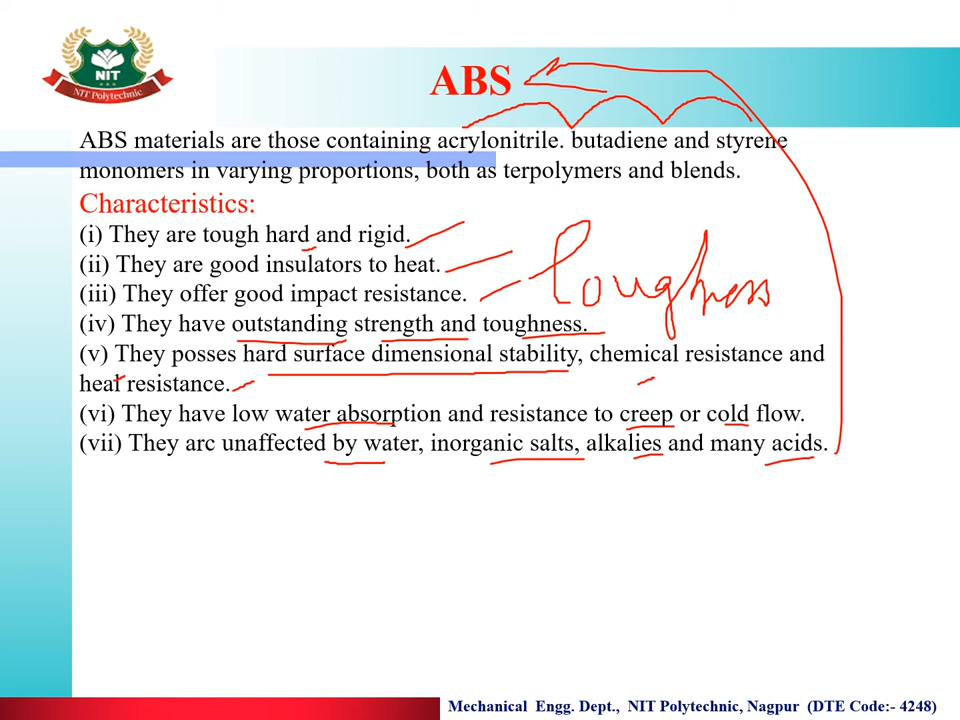 NIT
NIT Polytechnic
ABS
ABS materials are those containing acrylonitrile. butadiene and styrene
monomers in varying proportions, both as terpolymers and blends.
Characteristics:
(i) They are tough hard and rigid.
(ii) They are good insulators to heat.
(iii) They offer good impact resistance.
Toughness
(iv) They have outstanding strength and toughness.
(v) They posses hard surface dimensional stability, chemical resistance and
heal resistance.
(vi) They have low water absorption and resistance to creep or cold flow.
(vii) They arc unaffected by water, inorganic salts, alkalies and many acids.
Mechanical Engg. Dept., NIT Polytechnic, Nagpur (DTE Code:- 4248)